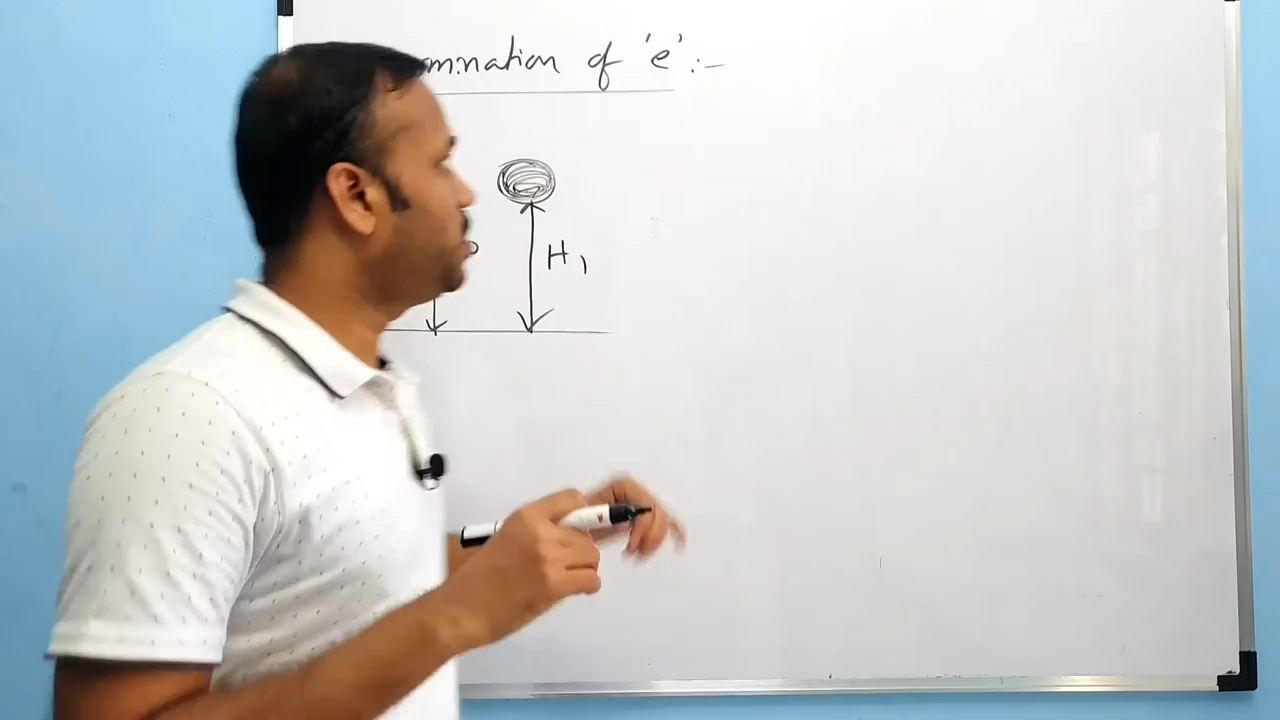 mination of 'e' :-
H1